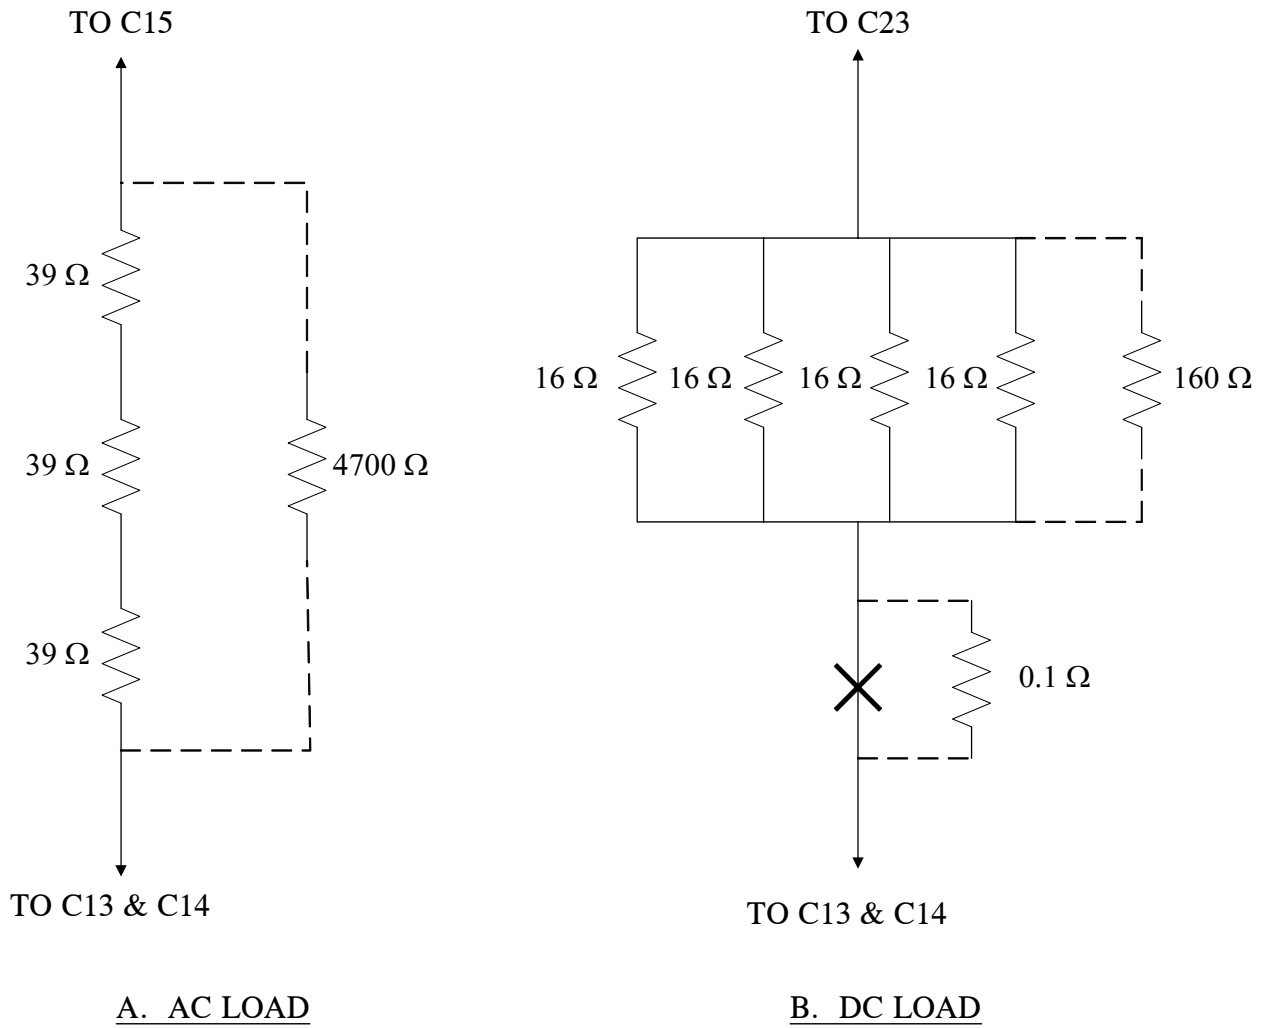 TO C15
TO C23
39 Ω
16 Ω 16 Ω 16 Ω 16 Ω 160 Ω
39 Ω 4700 Ω
39 Ω
0.1 Ω
TO C13 & C14
TO C13 & C14
A. AC LOAD
B. DC LOAD